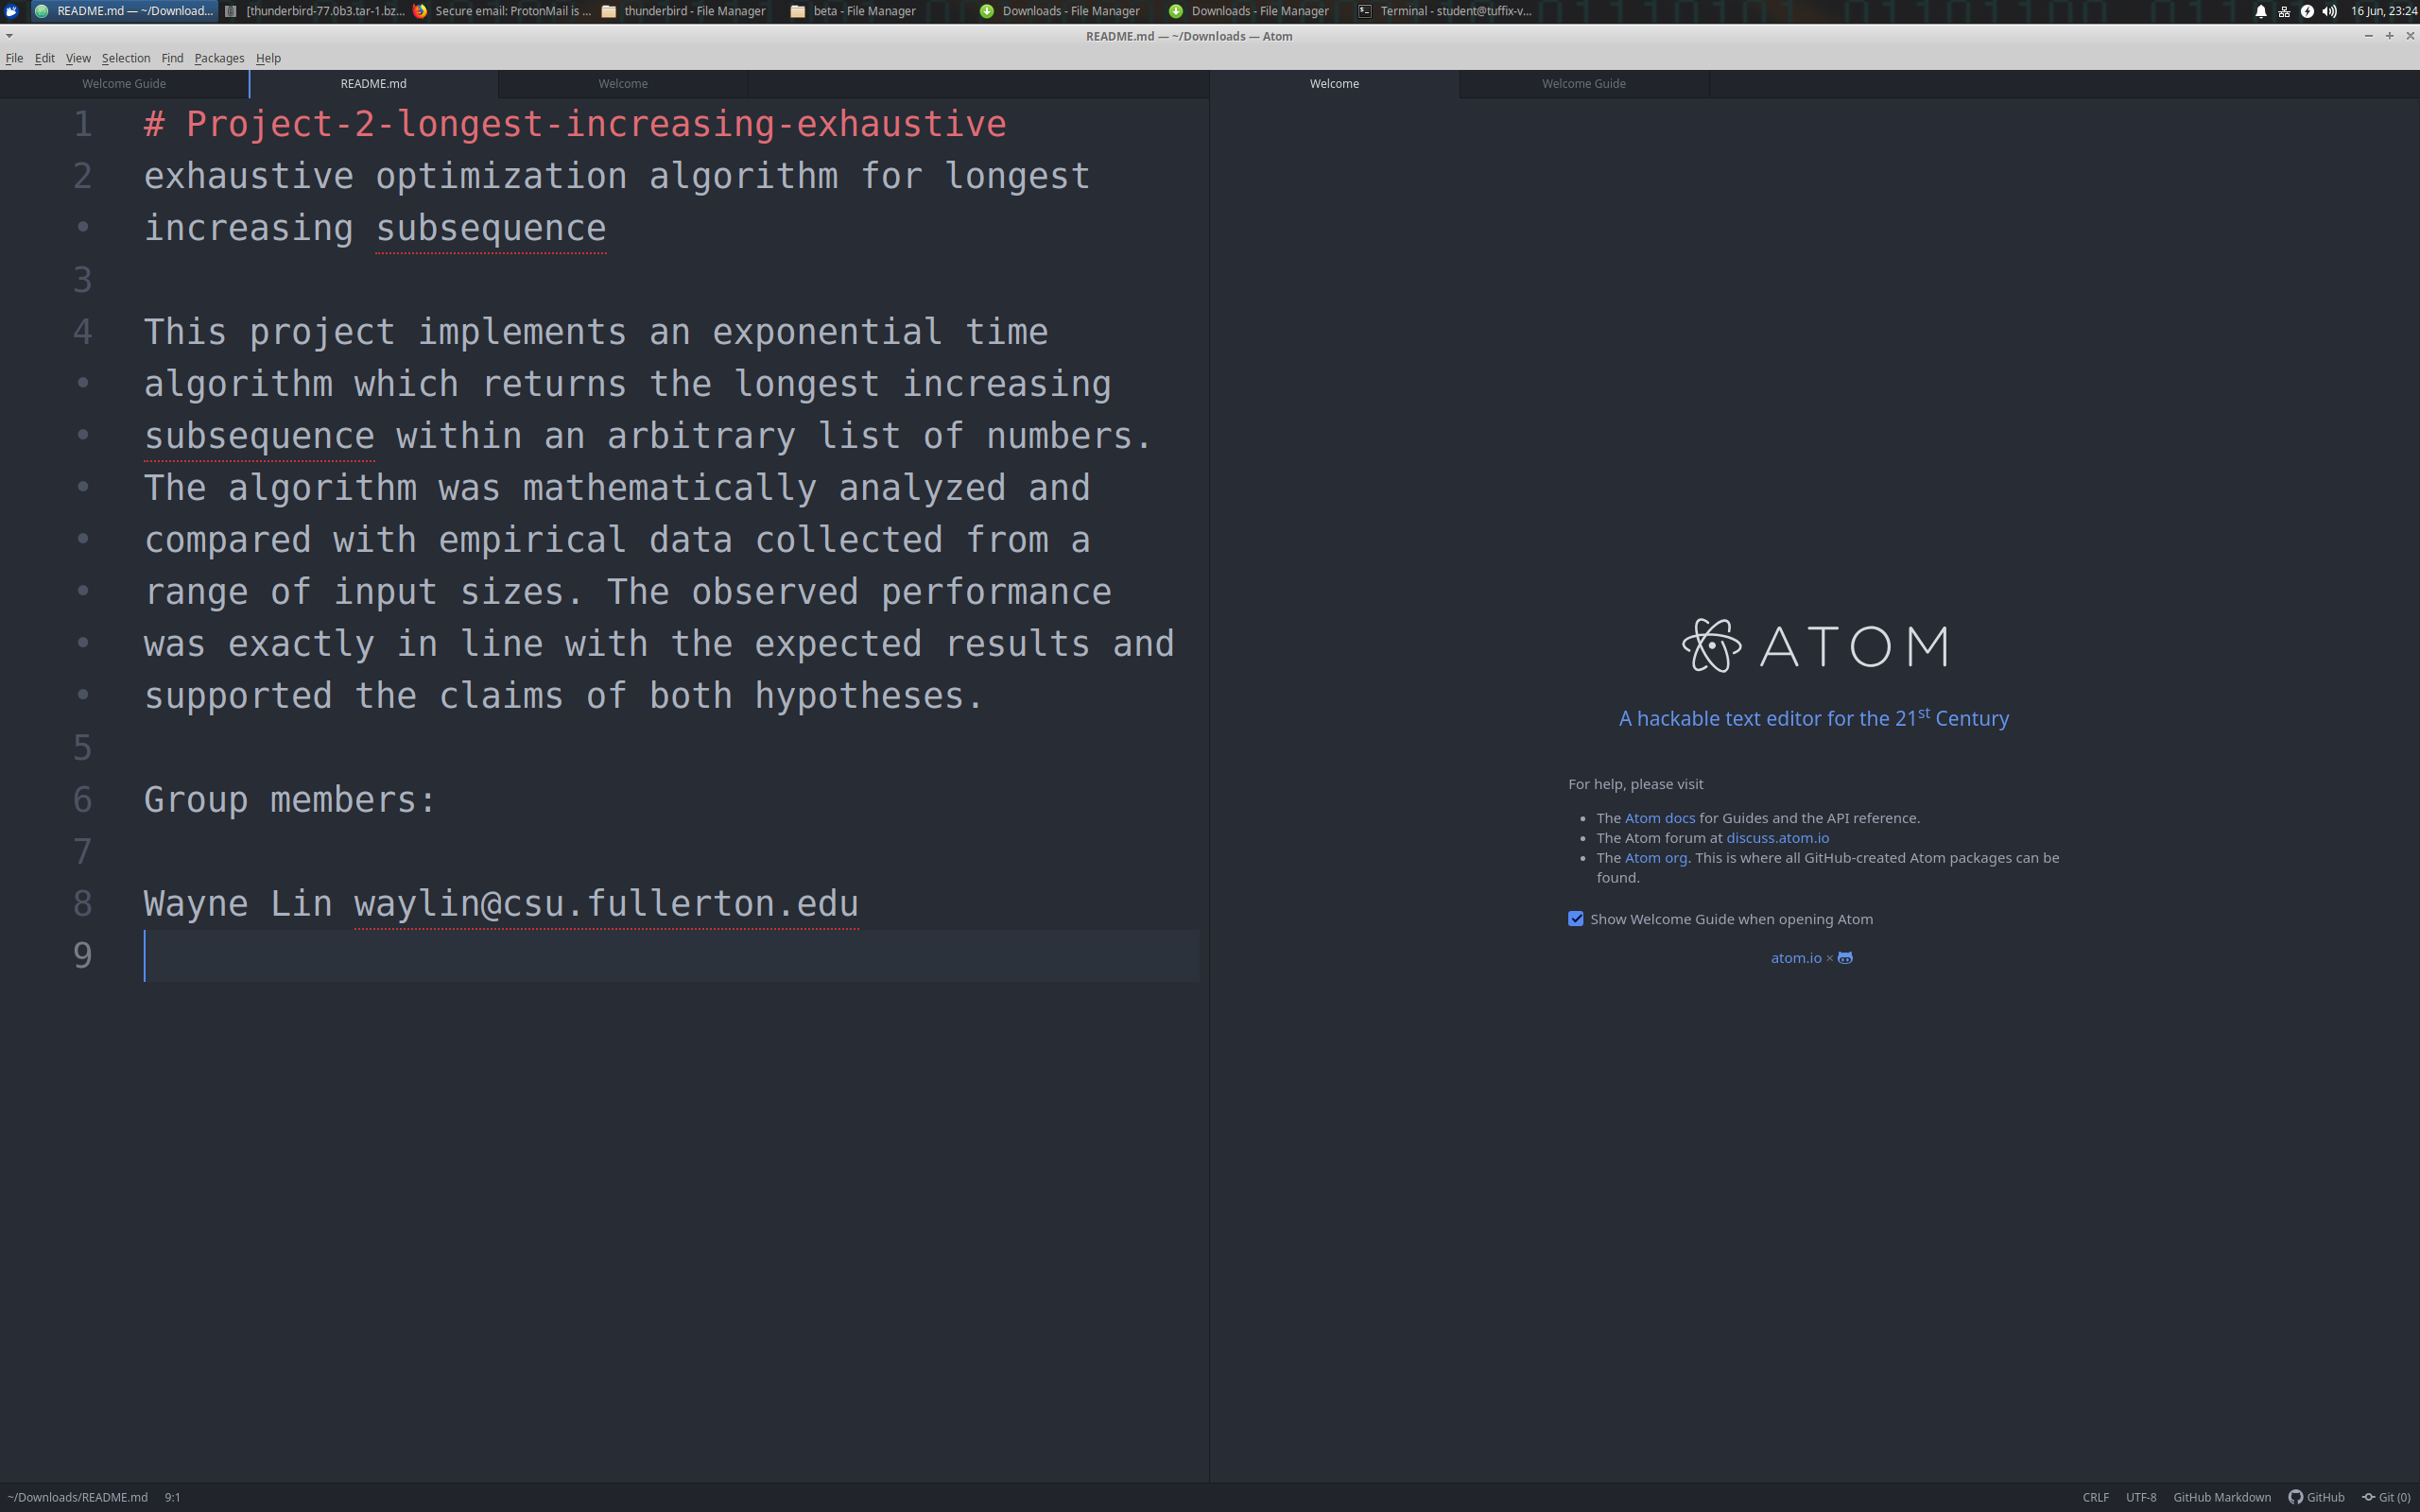 README.md — ~/Download...
[thunderbird-77.0b3.tar-1.bz...
Secure email: ProtonMail is ...
thunderbird - File Manager
beta - File Manager
Downloads - File Manager
Downloads - File Manager
Terminal - student@tuffix-v...
16 Jun, 23:24
README.md — ~/Downloads — Atom
File Edit View Selection Find Packages Help
Welcome Guide
README.md
Welcome
1 # Project-2-longest-increasing-exhaustive
2 exhaustive optimization algorithm for longest
• increasing subsequence
3
4 This project implements an exponential time
• algorithm which returns the longest increasing
• subsequence within an arbitrary list of numbers.
• The algorithm was mathematically analyzed and
• compared with empirical data collected from a
• range of input sizes. The observed performance
• was exactly in line with the expected results and
• supported the claims of both hypotheses.
5
6 Group members:
7
8 Wayne Lin waylin@csu.fullerton.edu
9
Welcome
Welcome Guide
ATOM
A hackable text editor for the 21st Century
For help, please visit
• The Atom docs for Guides and the API reference.
• The Atom forum at discuss.atom.io
• The Atom org. This is where all GitHub-created Atom packages can be
found.
Show Welcome Guide when opening Atom
atom.io ×
~/Downloads/README.md 9:1
CRLF UTF-8 GitHub Markdown GitHub Git (0)